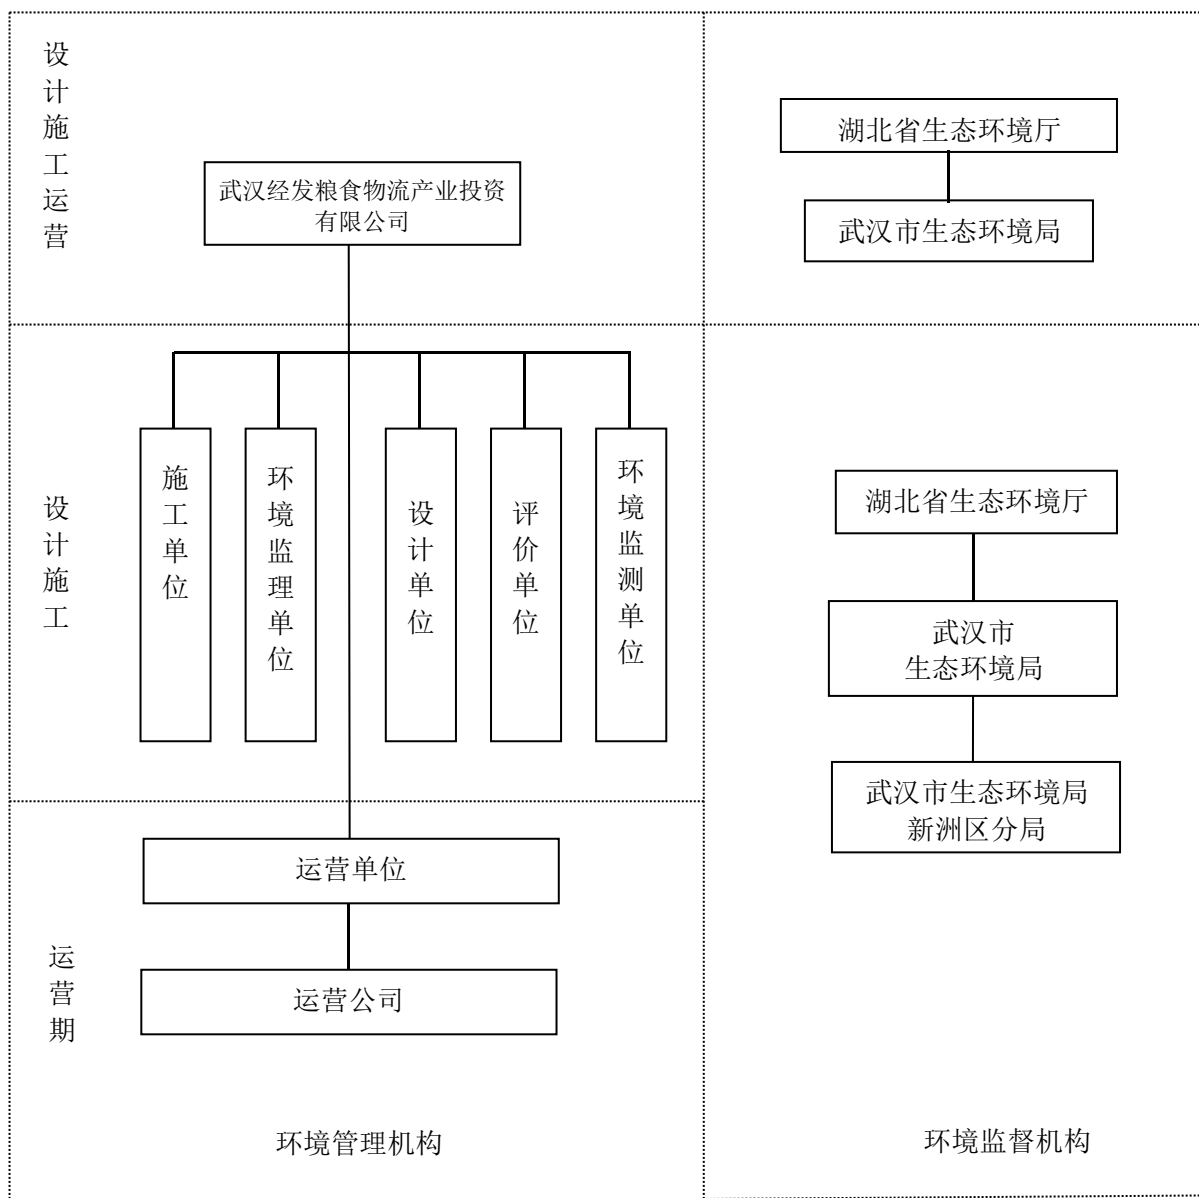 设计施工运营
武汉经发粮食物流产业投资
有限公司
湖北省生态环境厅
武汉市生态环境局
设计施工
施工单位
环境监理单位
设计单位
评价单位
环境监测单位
湖北省生态环境厅
武汉市
生态环境局
武汉市生态环境局
新洲区分局
运营期
运营单位
运营公司
环境管理机构
环境监督机构